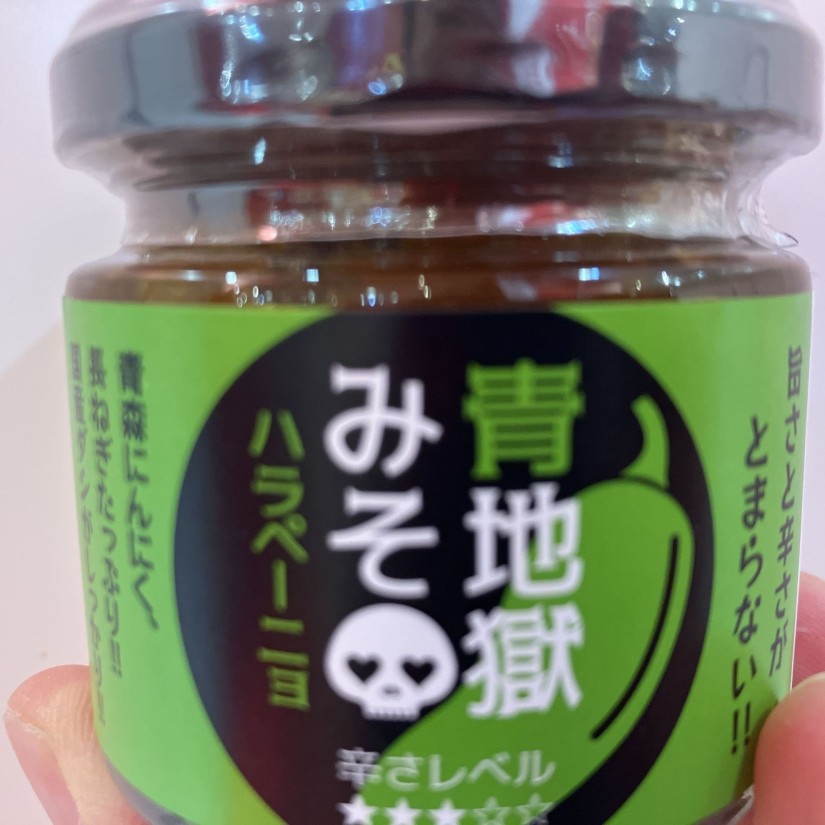 旨さと辛さが
とまらない!!
青地獄
みそ
ハラペーニョ
辛さレベル
★★★☆☆
青森にんにく、
長ねぎたっぷり!!